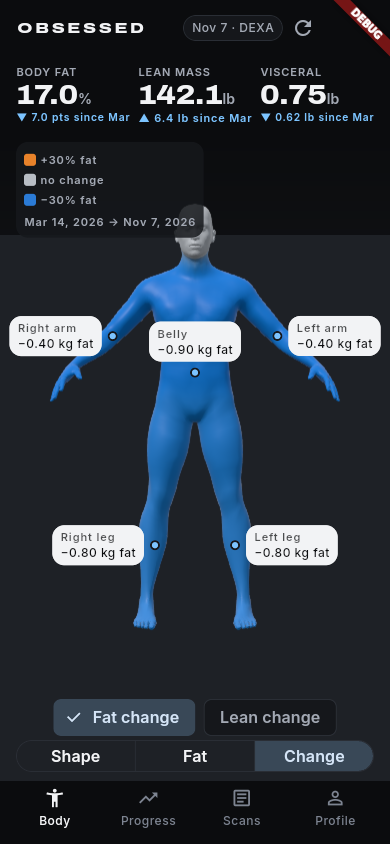 OBSESSED
Nov 7 · DEXA
DEBUG
BODY FAT
LEAN MASS
VISCERAL
17.0%
142.1lb
0.75lb
▼ 7.0 pts since Mar
▲ 6.4 lb since Mar
▼ 0.62 lb since Mar
+30% fat
no change
−30% fat
Mar 14, 2026 → Nov 7, 2026
Right arm
−0.40 kg fat
Belly
−0.90 kg fat
Left arm
−0.40 kg fat
Right leg
−0.80 kg fat
Left leg
−0.80 kg fat
Fat change
Lean change
Shape
Fat
Change
Body
Progress
Scans
Profile